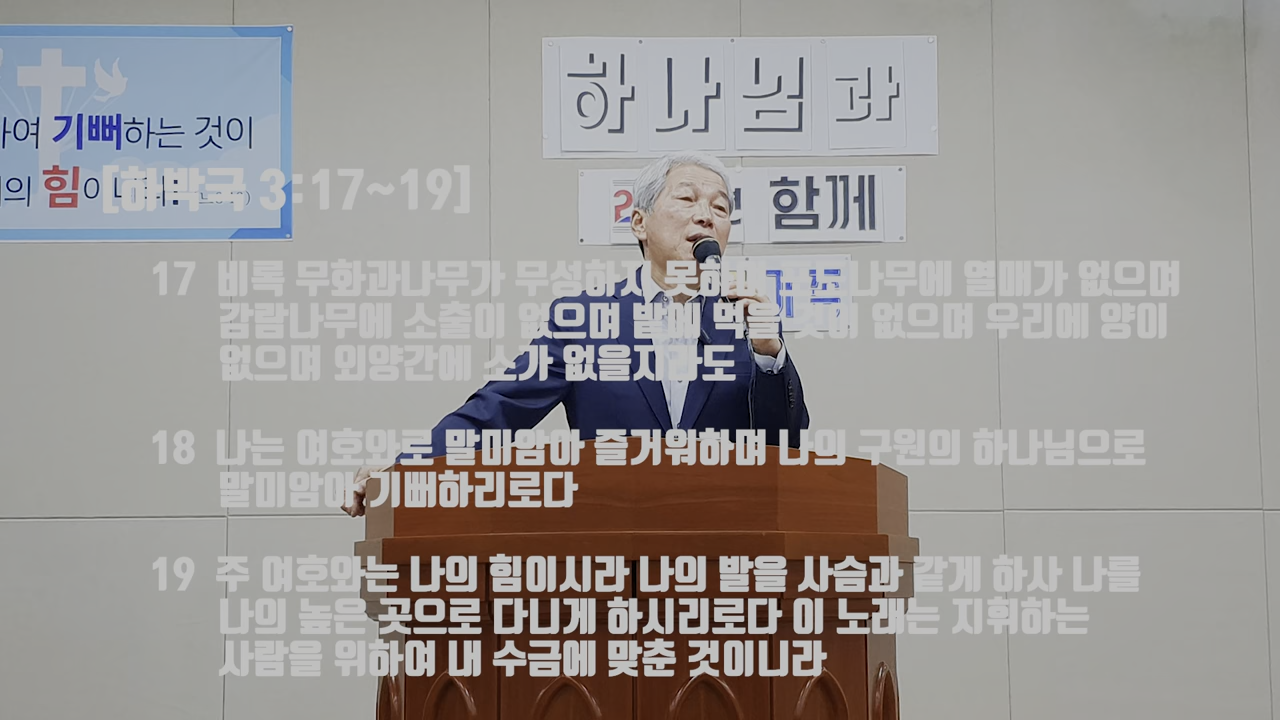 하여 기뻐하는 것이
의 힘이니라!
하나님과
함께
[하박국 3:17~19]
17 비록 무화과나무가 무성하지 못하며 나무에 열매가 없으며
감람나무에 소출이 없으며 밭에 먹을 것이 없으며 우리에 양이
없으며 외양간에 소가 없을지라도
18 나는 여호와로 말미암아 즐거워하며 나의 구원의 하나님으로
말미암아 기뻐하리로다
19 주 여호와는 나의 힘이시라 나의 발을 사슴과 같게 하사 나를
나의 높은 곳으로 다니게 하시리로다 이 노래는 지휘하는
사람을 위하여 내 수금에 맞춘 것이니라